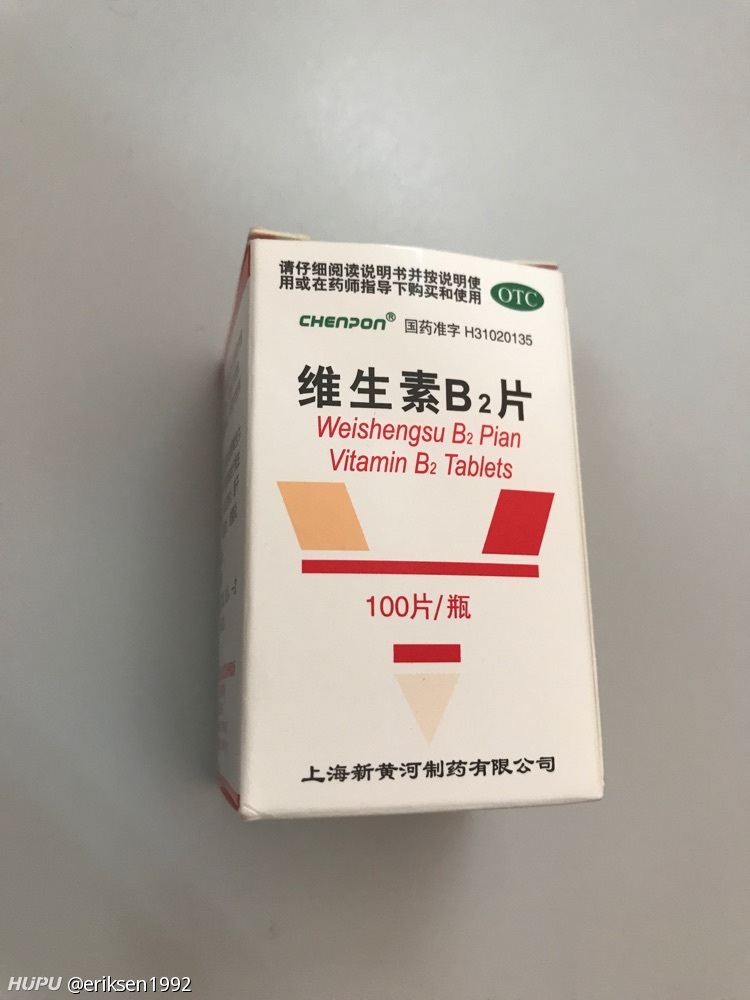 请仔细阅读说明书并按说明使
用或在药师指导下购买和使用
OTC
CHENPON® 国药准字 H31020135
维生素B₂片
Weishengsu B₂ Pian
Vitamin B₂ Tablets
100片/瓶
上海新黄河制药有限公司
HUPU @eriksen1992